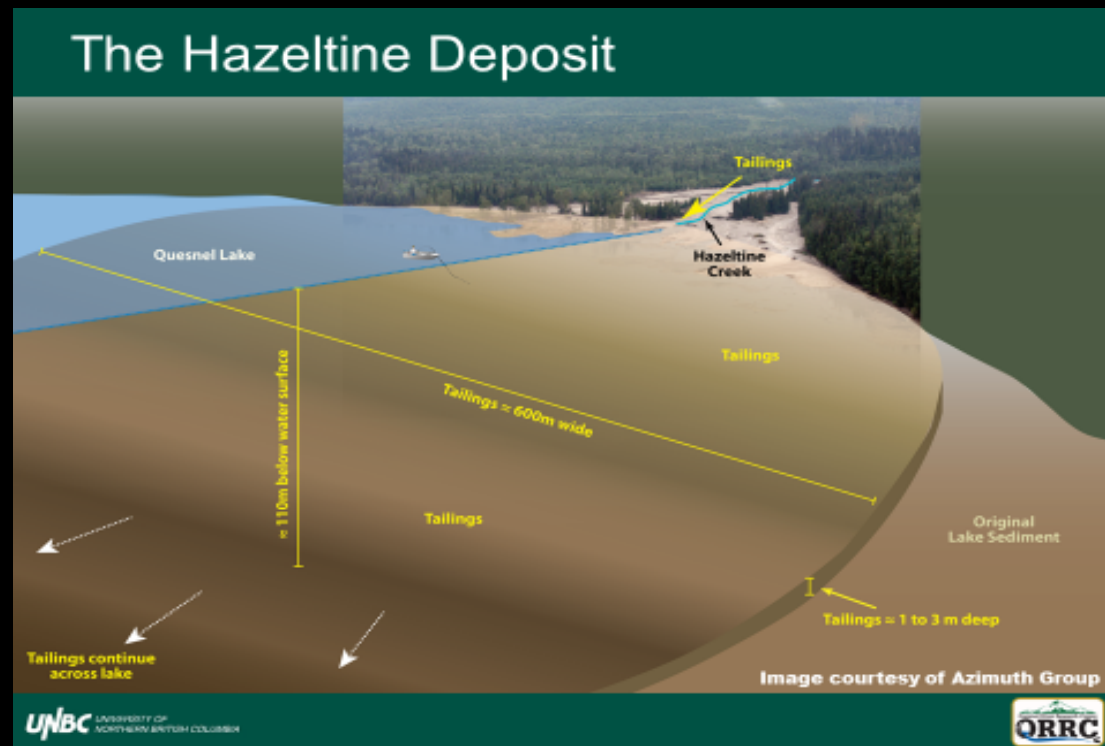 The Hazeltine Deposit
Tailings
Quesnel Lake
Hazeltine
Creek
Tailings
≈ 110m below water surface
Tailings ≈ 600m wide
Tailings
Original
Lake Sediment
Tailings ≈ 1 to 3 m deep
Tailings continue
across lake
Image courtesy of Azimuth Group
UNBC UNIVERSITY OF
NORTHERN BRITISH COLUMBIA
QRRC